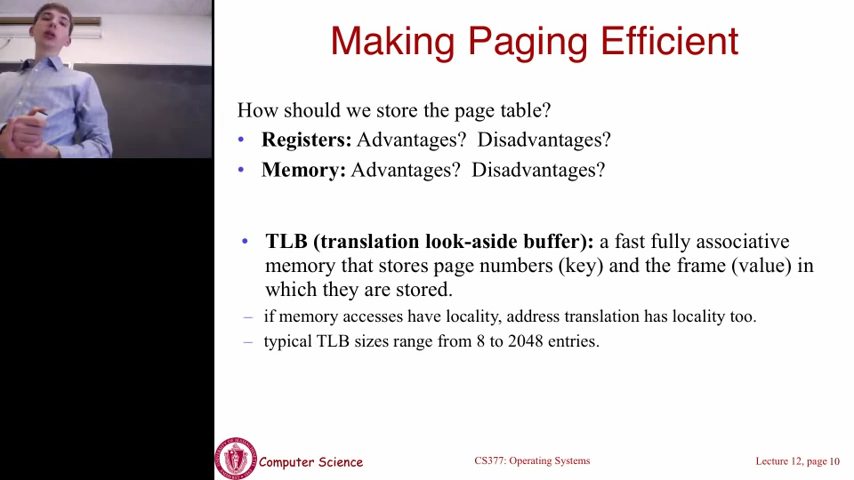 Making Paging Efficient
How should we store the page table?
• Registers: Advantages? Disadvantages?
• Memory: Advantages? Disadvantages?
• TLB (translation look-aside buffer): a fast fully associative
memory that stores page numbers (key) and the frame (value) in
which they are stored.
– if memory accesses have locality, address translation has locality too.
– typical TLB sizes range from 8 to 2048 entries.
Computer Science
CS377: Operating Systems
Lecture 12, page 10